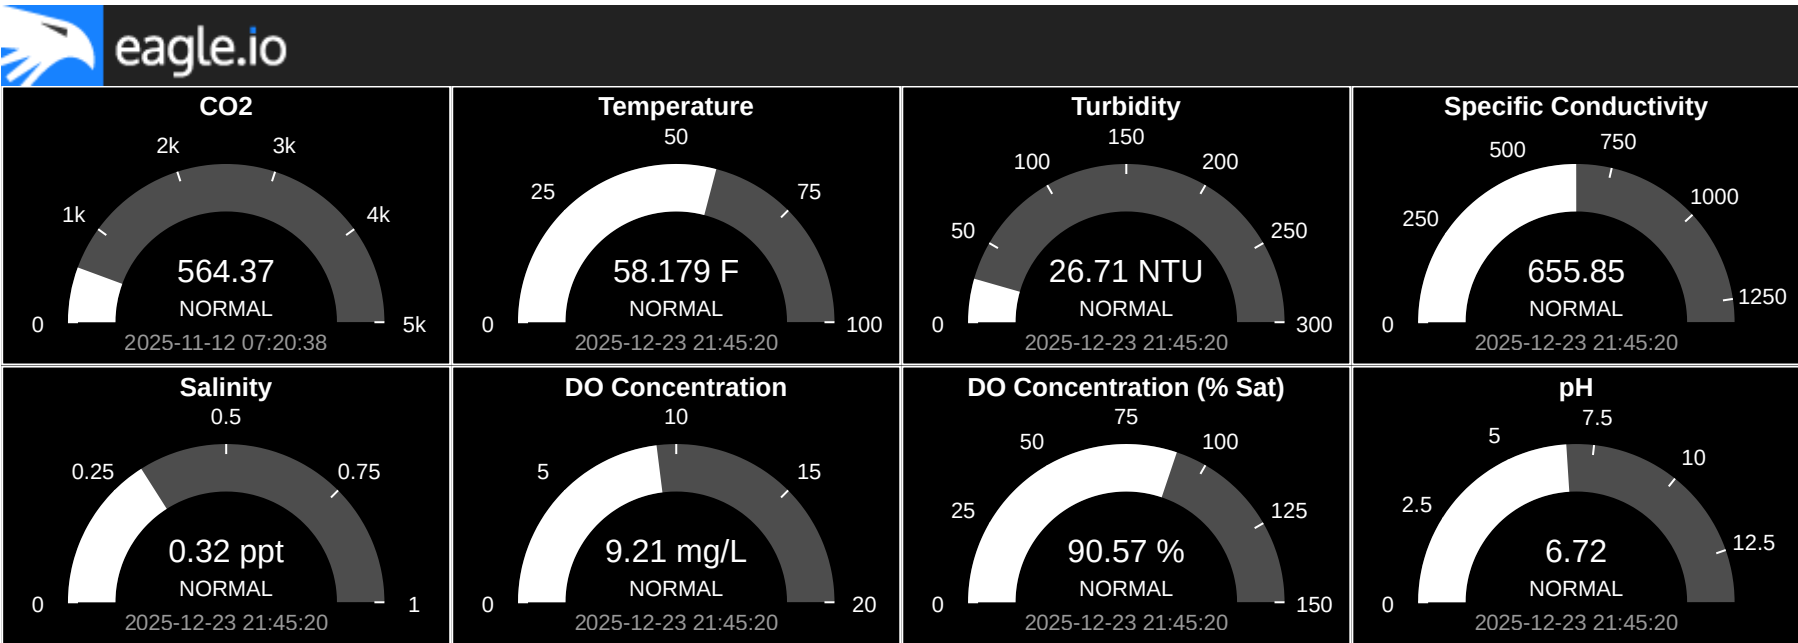 eagle.io
CO2
0
1k
2k
3k
4k
5k
564.37
NORMAL
2025-11-12 07:20:38
Temperature
0
25
50
75
100
58.179 F
NORMAL
2025-12-23 21:45:20
Turbidity
0
50
100
150
200
250
300
26.71 NTU
NORMAL
2025-12-23 21:45:20
Specific Conductivity
0
250
500
750
1000
1250
655.85
NORMAL
2025-12-23 21:45:20
Salinity
0
0.25
0.5
0.75
1
0.32 ppt
NORMAL
2025-12-23 21:45:20
DO Concentration
0
5
10
15
20
9.21 mg/L
NORMAL
2025-12-23 21:45:20
DO Concentration (% Sat)
0
25
50
75
100
125
150
90.57 %
NORMAL
2025-12-23 21:45:20
pH
0
2.5
5
7.5
10
12.5
6.72
NORMAL
2025-12-23 21:45:20